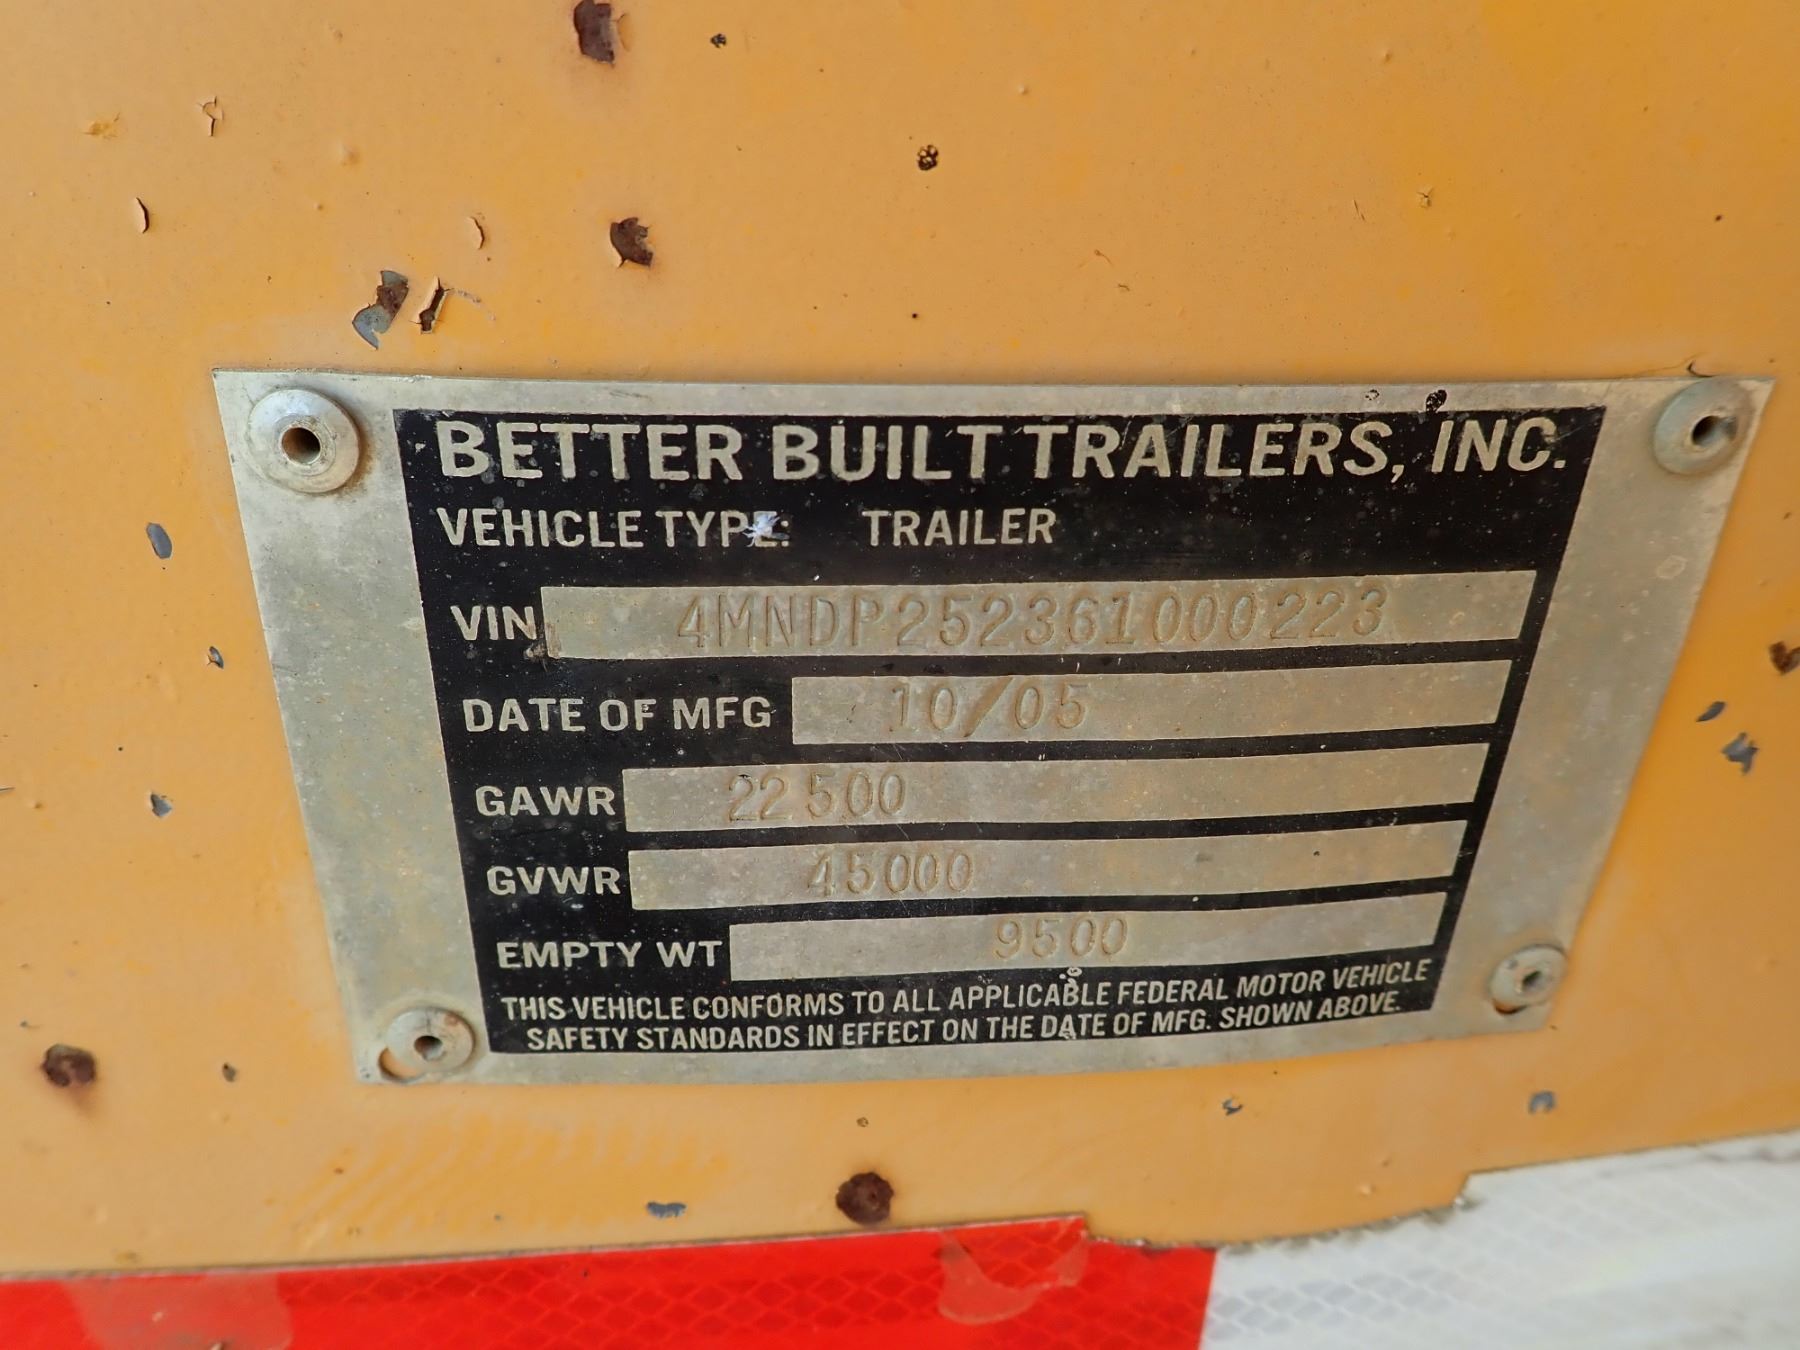 BETTER BUILT TRAILERS, INC.
VEHICLE TYPE: TRAILER
VIN 4MNDP252361000223
DATE OF MFG 10/05
GAWR 22500
GVWR 45000
EMPTY WT 9500
THIS VEHICLE CONFORMS TO ALL APPLICABLE FEDERAL MOTOR VEHICLE
SAFETY STANDARDS IN EFFECT ON THE DATE OF MFG. SHOWN ABOVE.